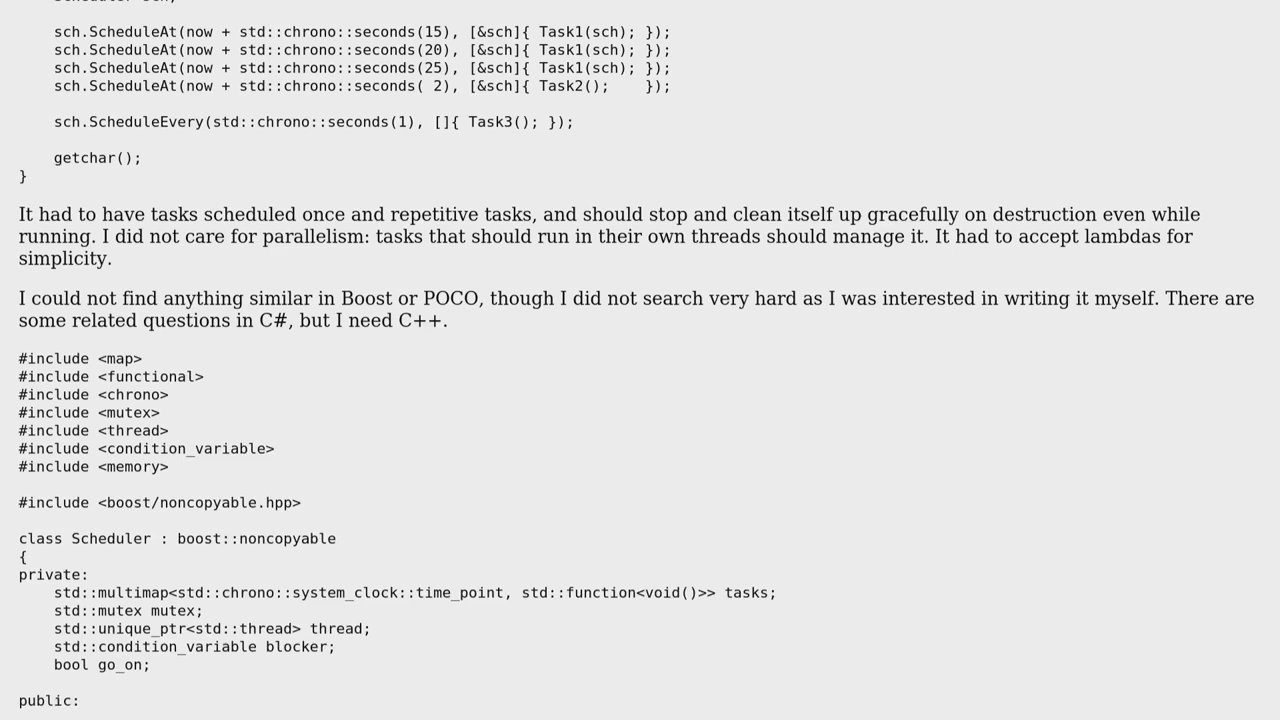 sch.ScheduleAt(now + std::chrono::seconds(15), [&sch]{ Task1(sch); });
sch.ScheduleAt(now + std::chrono::seconds(20), [&sch]{ Task1(sch); });
sch.ScheduleAt(now + std::chrono::seconds(25), [&sch]{ Task1(sch); });
sch.ScheduleAt(now + std::chrono::seconds( 2), [&sch]{ Task2();    });
sch.ScheduleEvery(std::chrono::seconds(1), []{ Task3(); });
getchar();
}
It had to have tasks scheduled once and repetitive tasks, and should stop and clean itself up gracefully on destruction even while
running. I did not care for parallelism: tasks that should run in their own threads should manage it. It had to accept lambdas for
simplicity.
I could not find anything similar in Boost or POCO, though I did not search very hard as I was interested in writing it myself. There are
some related questions in C#, but I need C++.
#include <map>
#include <functional>
#include <chrono>
#include <mutex>
#include <thread>
#include <condition_variable>
#include <memory>
#include <boost/noncopyable.hpp>
class Scheduler : boost::noncopyable
{
private:
std::multimap<std::chrono::system_clock::time_point, std::function<void()>> tasks;
std::mutex mutex;
std::unique_ptr<std::thread> thread;
std::condition_variable blocker;
bool go_on;
public: